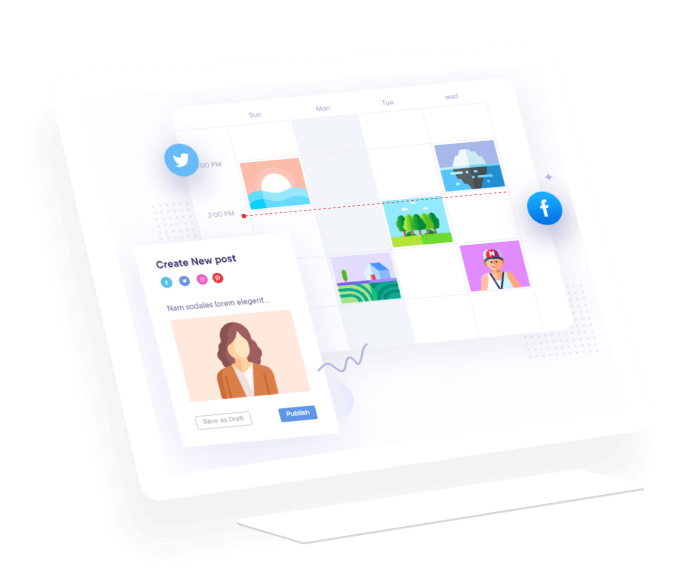 Sun Mon Tue wed
:00 PM
2:00 PM
Create New post
Nam sodales lorem elegent...
Save as Draft
Publish